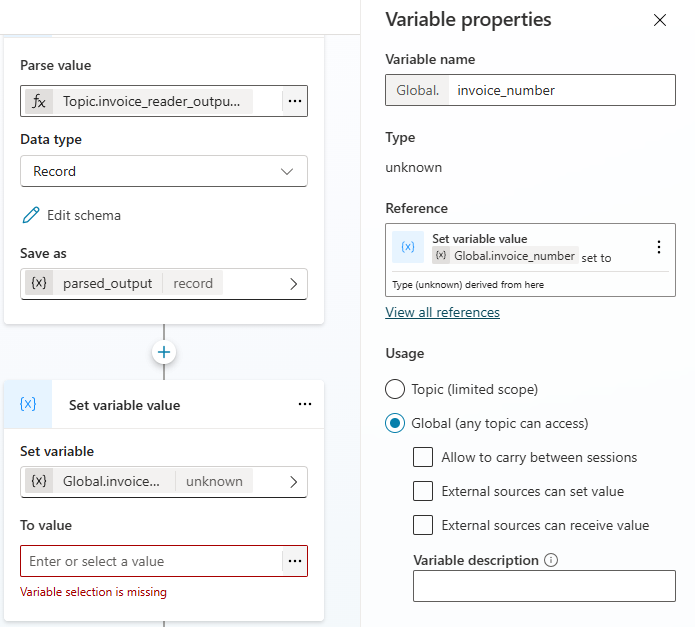 Parse value
fx Topic.invoice_reader_outpu... ...
Data type
Record
Edit schema
Save as
{x} parsed_output record
{x} Set variable value ...
Set variable
{x} Global.invoice... unknown
To value
Enter or select a value ...
Variable selection is missing
Variable properties
Variable name
Global. invoice_number
Type
unknown
Reference
{x} Set variable value
{x} Global.invoice_number set to
Type (unknown) derived from here
View all references
Usage
Topic (limited scope)
Global (any topic can access)
Allow to carry between sessions
External sources can set value
External sources can receive value
Variable description